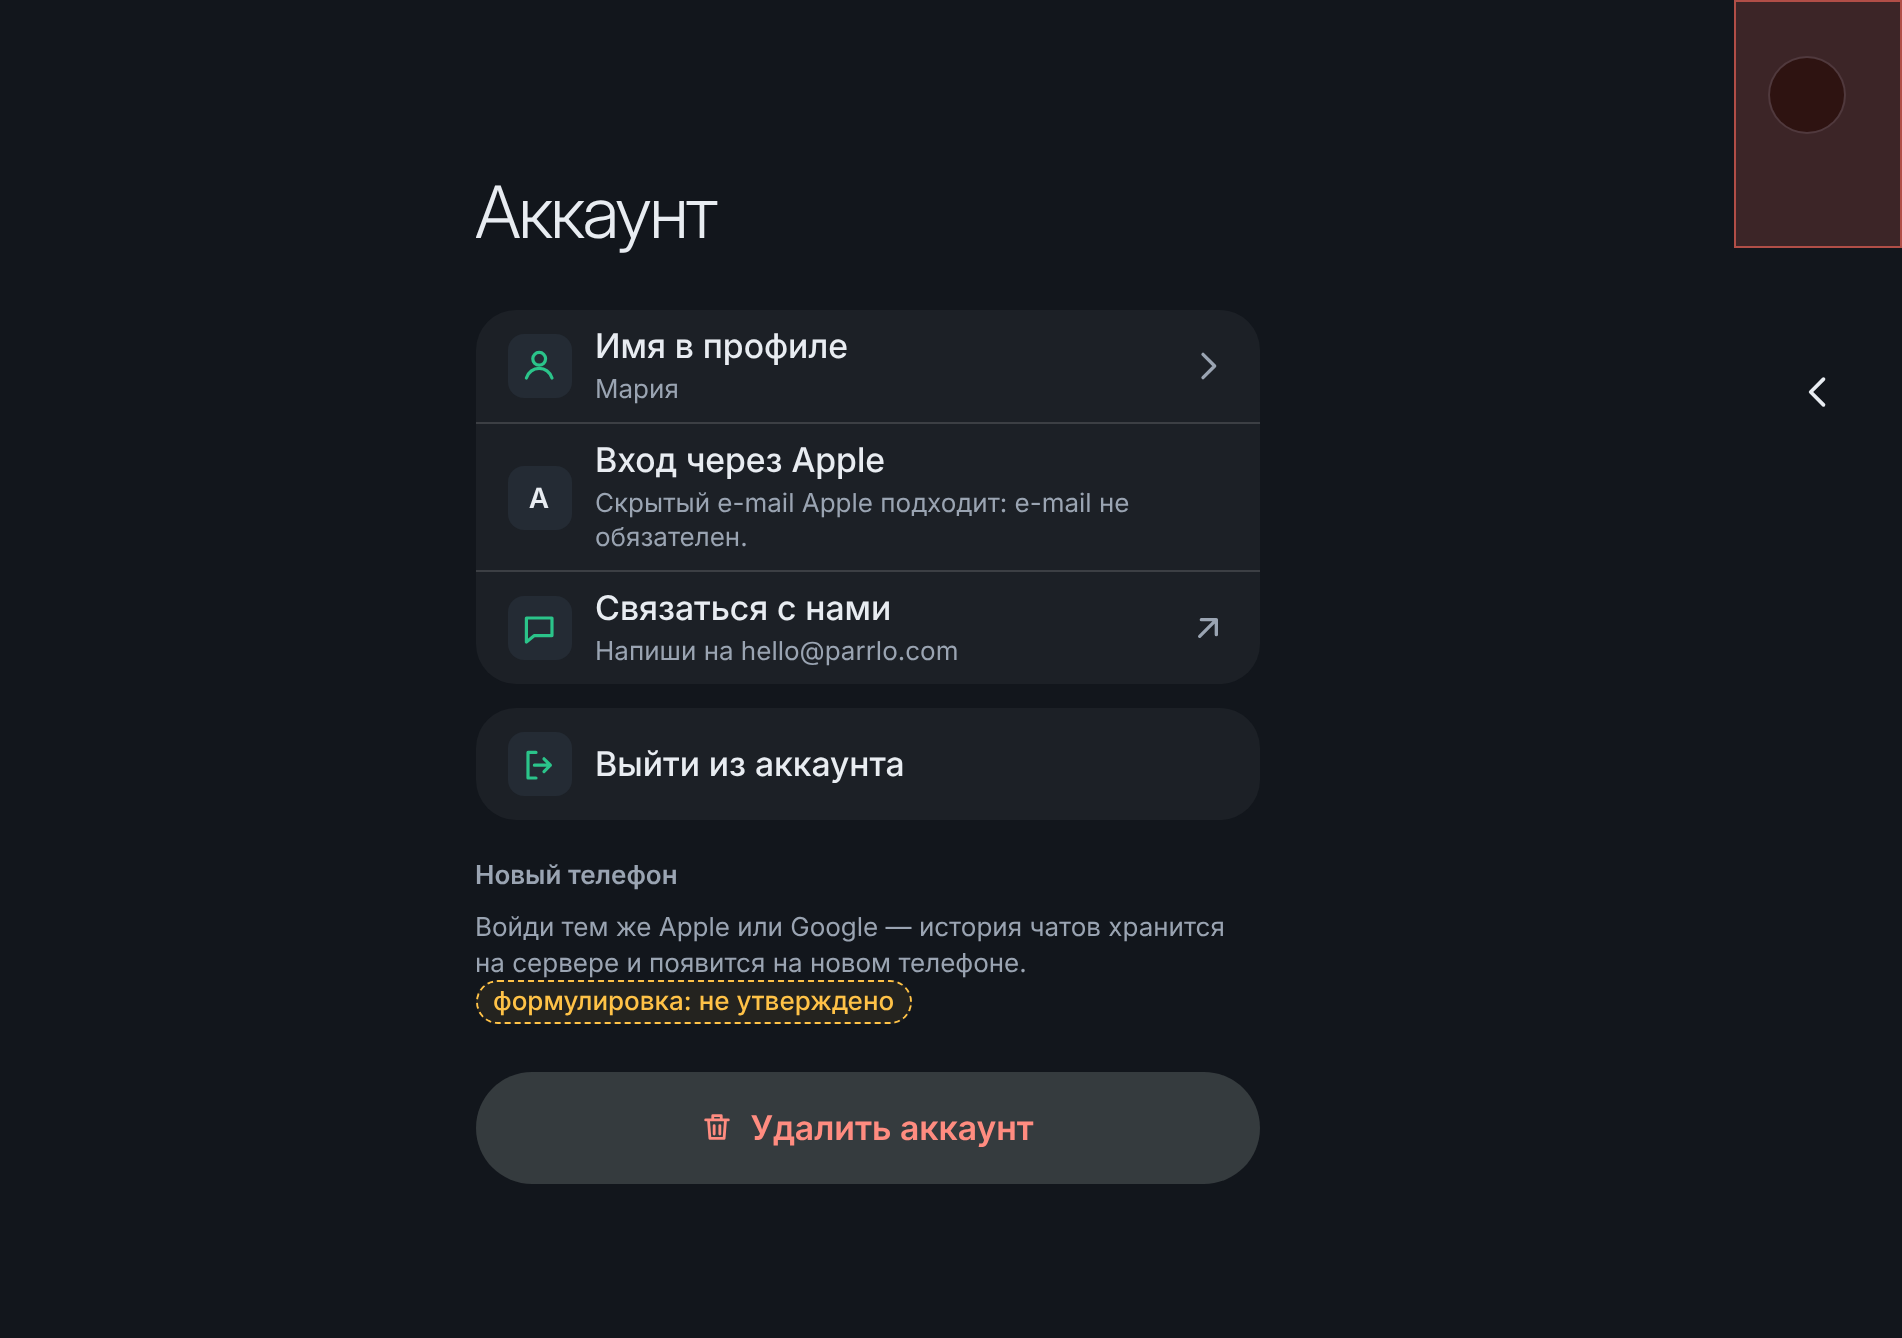 Аккаунт
Имя в профиле
Мария
Вход через Apple
A
Скрытый e-mail Apple подходит: e-mail не
обязателен.
Связаться с нами
Напиши на hello@parrlo.com
Выйти из аккаунта
Новый телефон
Войди тем же Apple или Google — история чатов хранится
на сервере и появится на новом телефоне.
формулировка: не утверждено
Удалить аккаунт